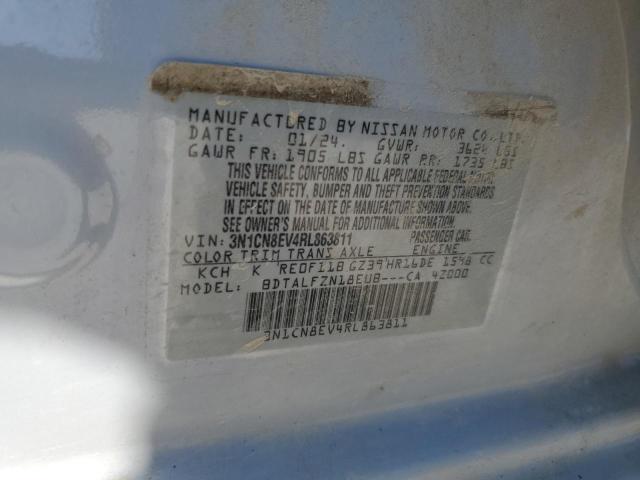 MANUFACTURED BY NISSAN MOTOR CO.,LTD.
DATE: 01/24. GVWR: 3624 LBS
GAWR FR: 1905 LBS GAWR RR: 1735 LBS
THIS VEHICLE CONFORMS TO ALL APPLICABLE FEDERAL MOTOR
VEHICLE SAFETY, BUMPER AND THEFT PREVENTION STANDARDS
IN EFFECT ON THE DATE OF MANUFACTURE SHOWN ABOVE.
SEE OWNER'S MANUAL FOR ADDITIONAL INFORMATION.
VIN: 3N1CN8EV4RL863811 PASSENGER CAR.
COLOR TRIM TRANS AXLE ENGINE
KCH K RE0F11B GZ39 HR16DE 1598 CC
MODEL: BDTALFZN18EUB---CA 42000
3N1CN8EV4RL863811